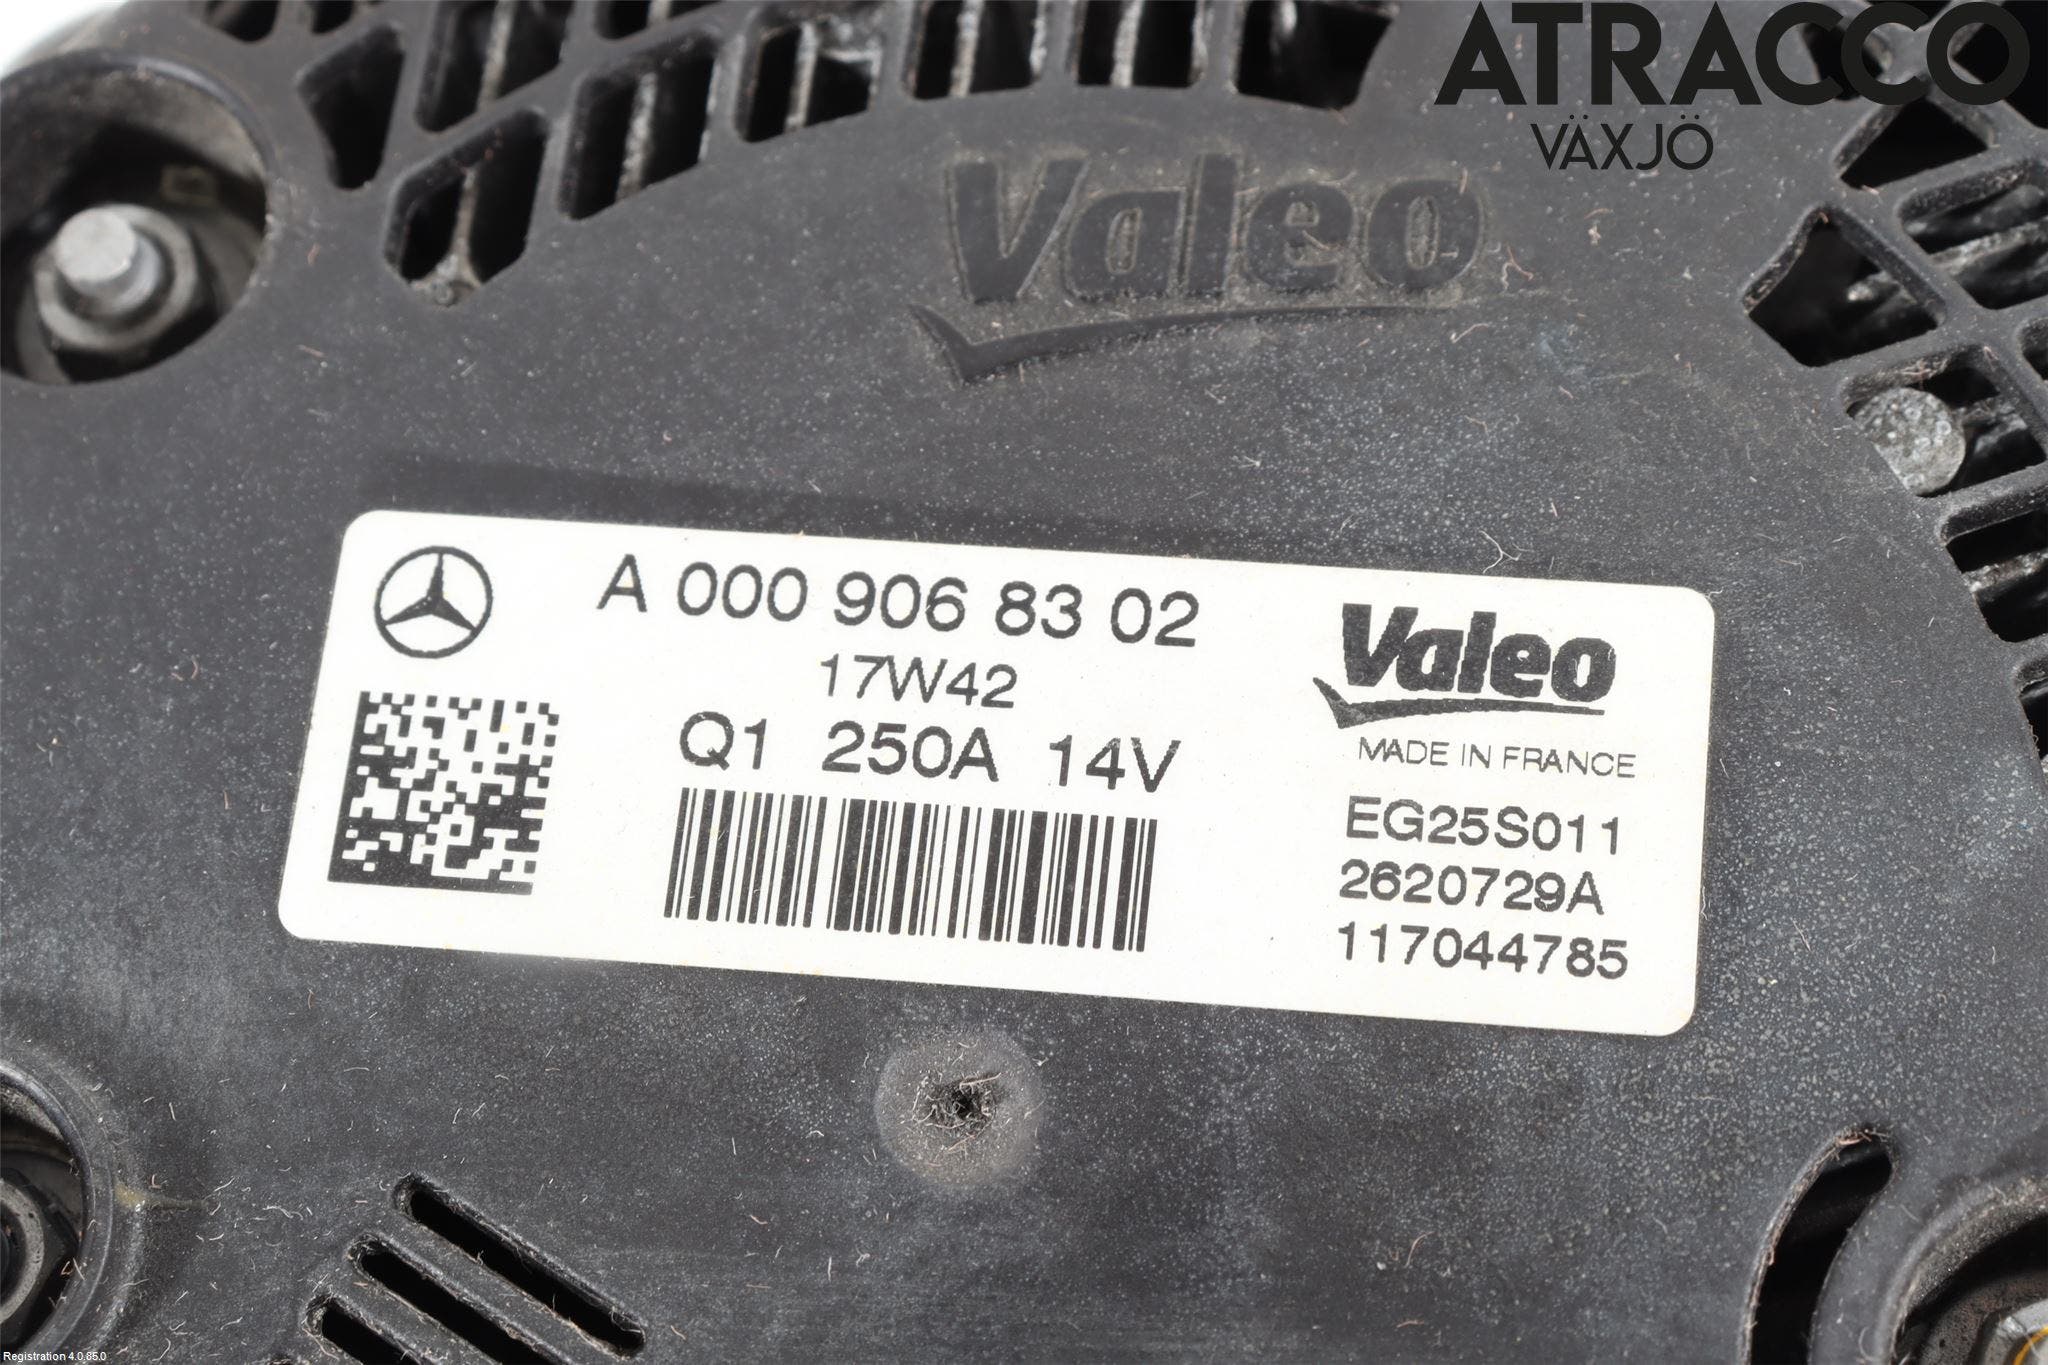 ATRACCO
VÄXJÖ
Valeo
A 000 906 83 02
17W42
Q1 250A 14V
Valeo
MADE IN FRANCE
EG25S011
2620729A
117044785
Registration 4.0.85.0